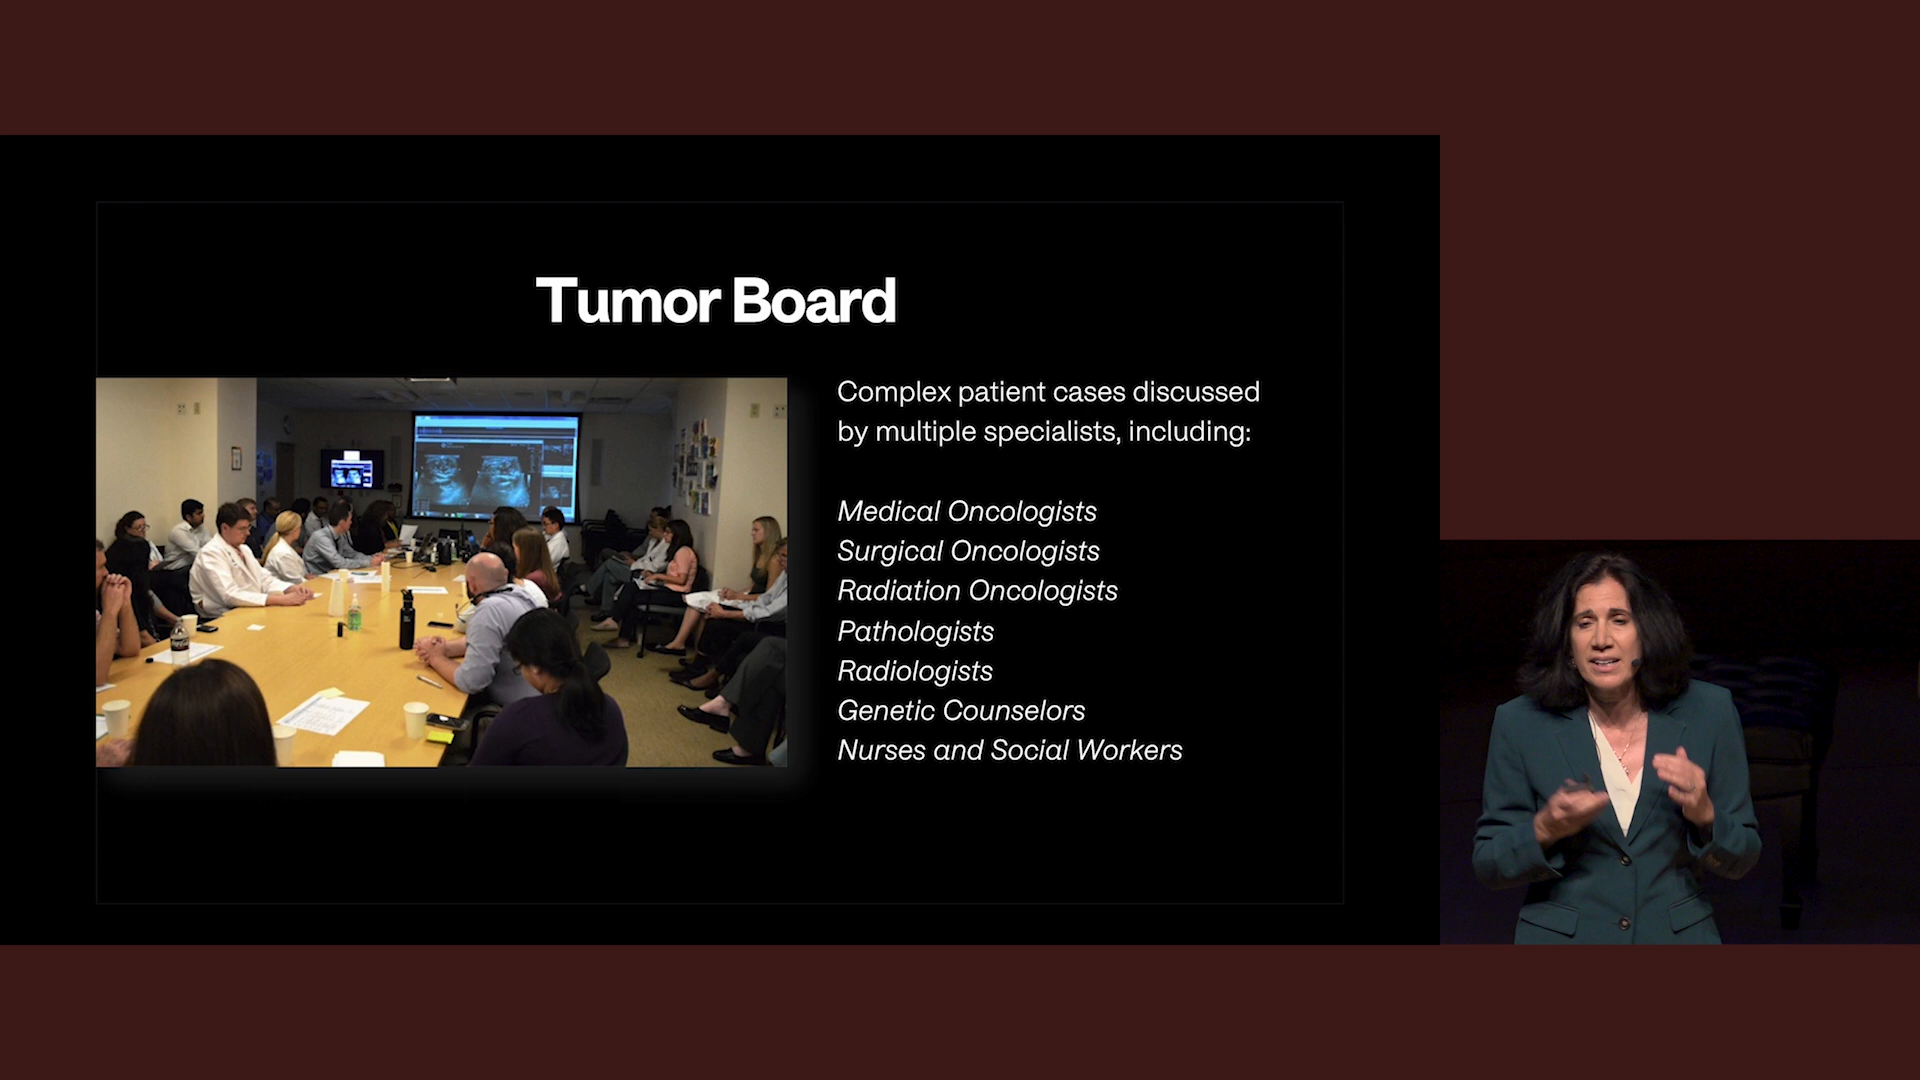 Tumor Board
Complex patient cases discussed
by multiple specialists, including:
Medical Oncologists
Surgical Oncologists
Radiation Oncologists
Pathologists
Radiologists
Genetic Counselors
Nurses and Social Workers